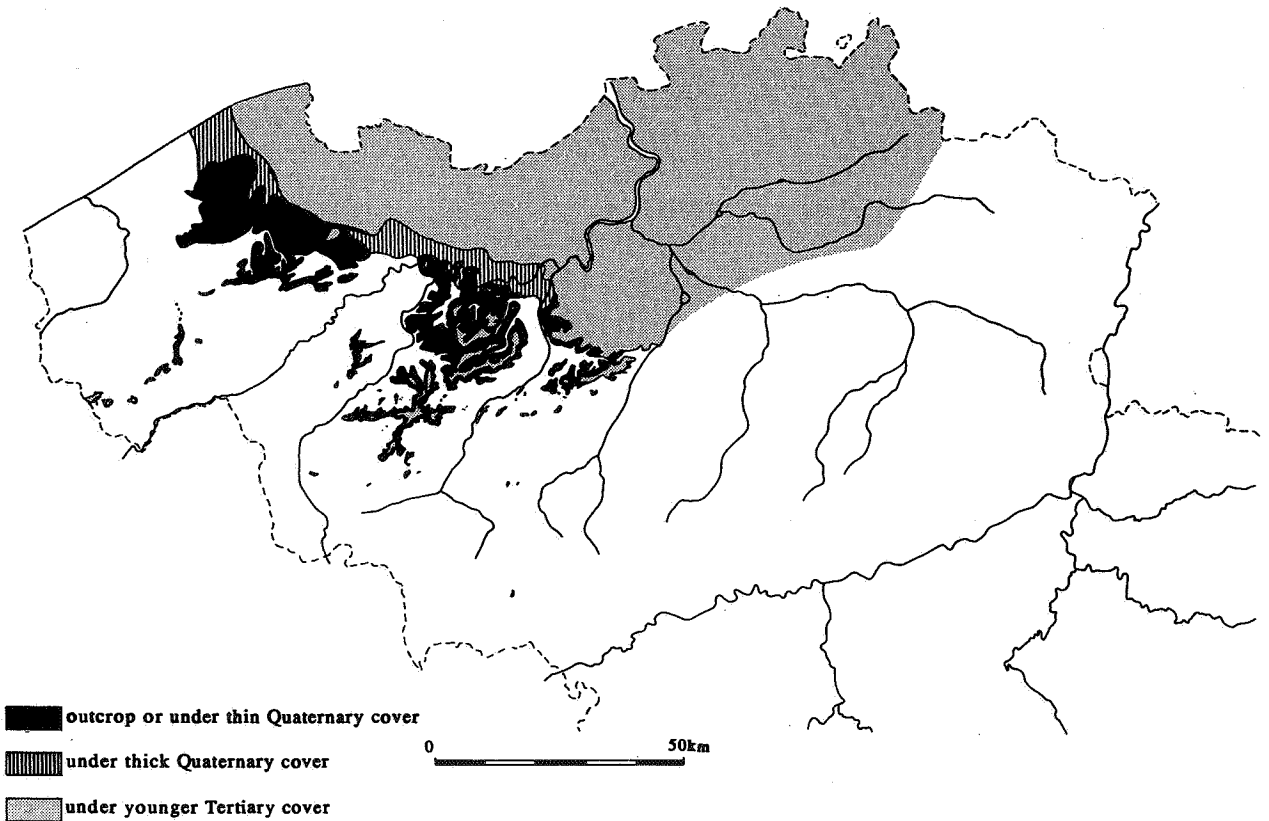 outcrop or under thin Quaternary cover
under thick Quaternary cover
under younger Tertiary cover
0 50km